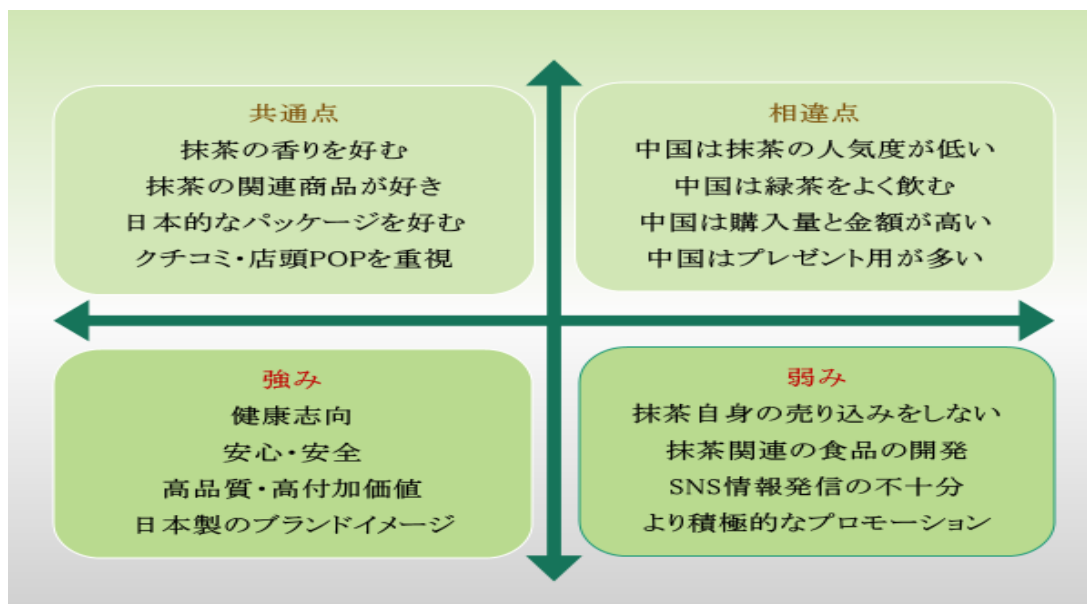 共通点
抹茶の香りを好む
抹茶の関連商品が好き
日本的なパッケージを好む
クチコミ・店頭POPを重視
相違点
中国は抹茶の人気度が低い
中国は緑茶をよく飲む
中国は購入量と金額が高い
中国はプレゼント用が多い
強み
健康志向
安心・安全
高品質・高付加価値
日本製のブランドイメージ
弱み
抹茶自身の売り込みをしない
抹茶関連の食品の開発
SNS情報発信の不十分
より積極的なプロモーション